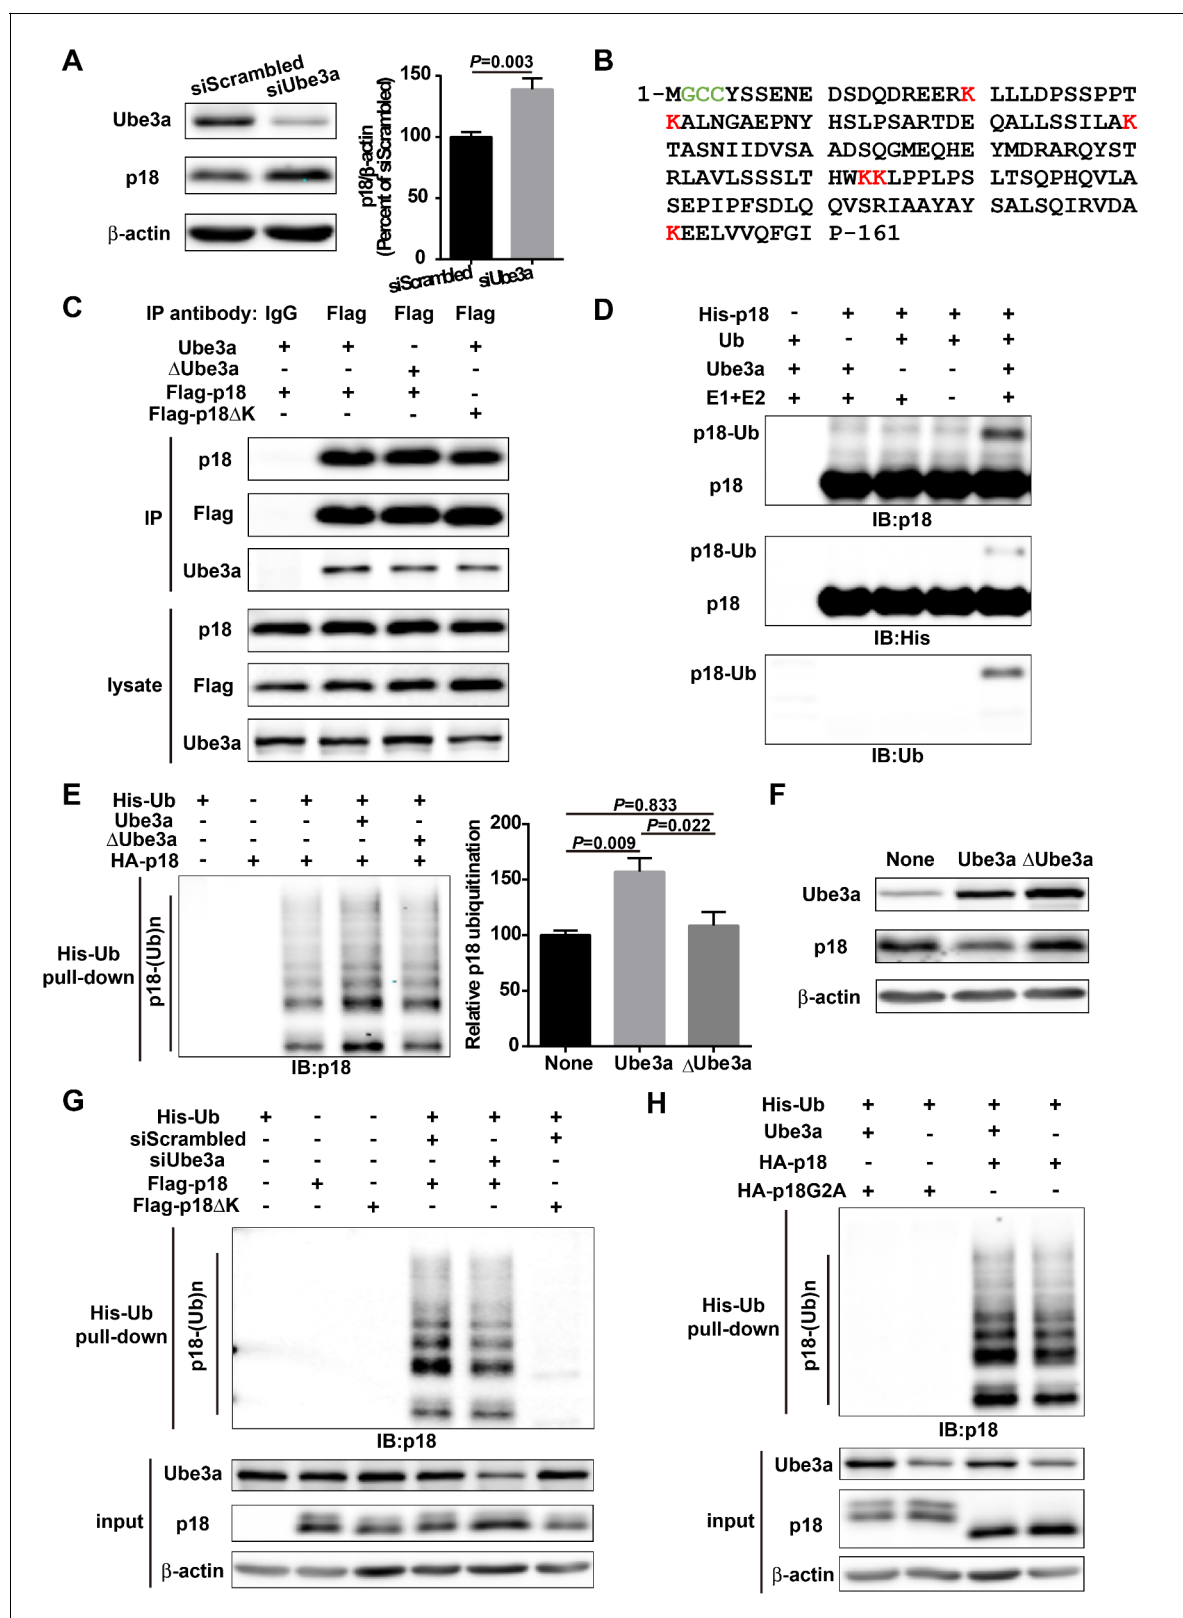 A
siScrambled
siUbe3a
Ube3a
p18
β-actin
p18/β-actin
(Percent of siScrambled)
150
100
50
0
P=0.003
siScrambled
siUbe3a
B
1-MGCCYSSENE DSDQDREERK LLLDPSSPPT
KALNGAEPNY HSLPSARTDE QALLSSILAK
TASNIIDVSA ADSQGMEQHE YMDRARQYST
RLAVLSSSLT HWKKLPPLPS LTSQPHQVLA
SEPIPFSDLQ QVSRIAAYAY SALSQIRVDA
KEELVVQFGI P-161
C
IP antibody: IgG Flag Flag Flag
Ube3a + + - +
ΔUbe3a - - + -
Flag-p18 + + + -
Flag-p18ΔK - - - +
IP
p18
Flag
Ube3a
lysate
p18
Flag
Ube3a
D
His-p18 - + + + +
Ub + - + + +
Ube3a + + - - +
E1+E2 + + + - +
p18-Ub
p18
IB:p18
p18-Ub
p18
IB:His
p18-Ub
IB:Ub
E
His-Ub + - + + +
Ube3a - - - + -
ΔUbe3a - - - - +
HA-p18 - + + + +
His-Ub
pull-down
p18-(Ub)n
IB:p18
Relative p18 ubiquitination
200
150
100
50
0
P=0.833
P=0.009
P=0.022
None Ube3a ΔUbe3a
F
None Ube3a ΔUbe3a
Ube3a
p18
β-actin
G
His-Ub + - - + + +
siScrambled - - - + - +
siUbe3a - - - - + -
Flag-p18 - + - + + -
Flag-p18ΔK - - + - - +
His-Ub
pull-down
p18-(Ub)n
IB:p18
input
Ube3a
p18
β-actin
H
His-Ub + + + +
Ube3a + - + -
HA-p18 - - + +
HA-p18G2A + + - -
His-Ub
pull-down
p18-(Ub)n
IB:p18
input
Ube3a
p18
β-actin